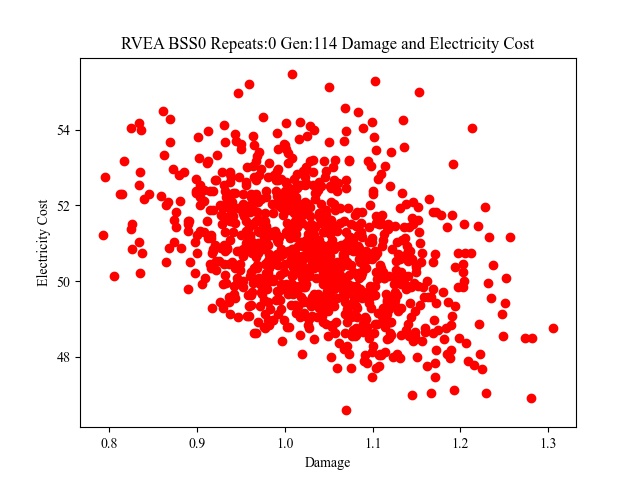 RVEA BSS0 Repeats:0 Gen:114 Damage and Electricity Cost
54
52
50
48
Electricity Cost
0.8 0.9 1.0 1.1 1.2 1.3
Damage